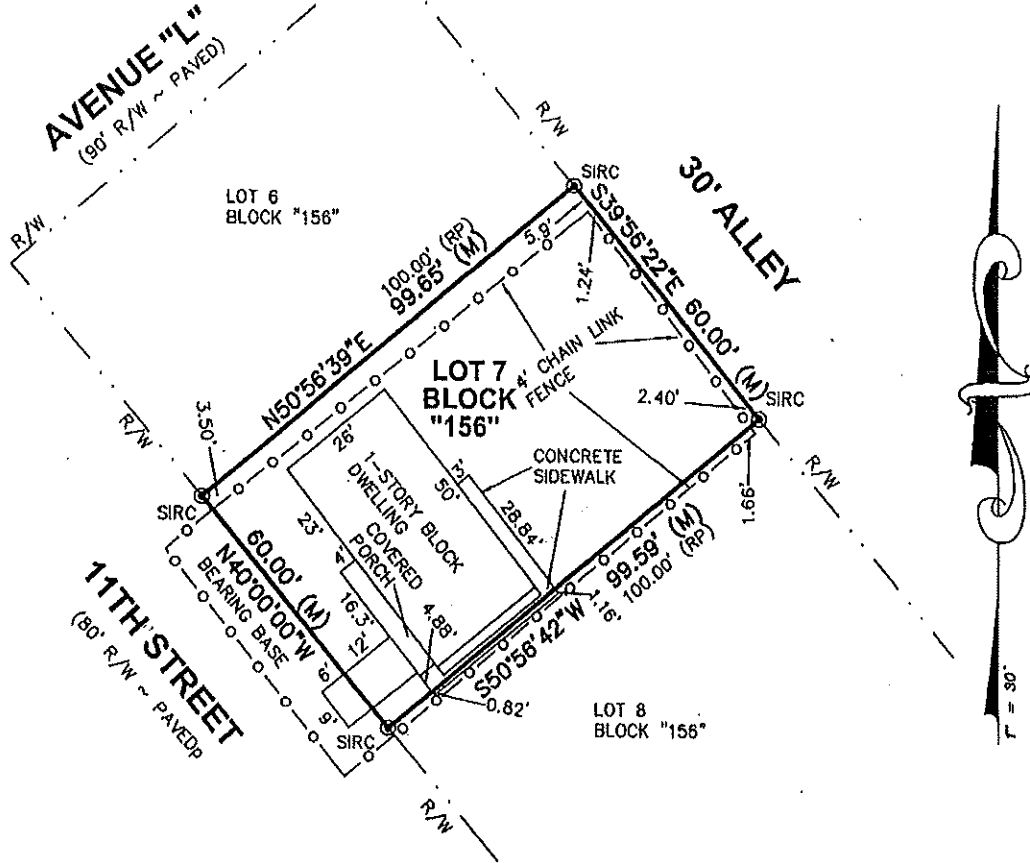 AVENUE "L"
(90' R/W ~ PAVED)
R/W
R/W
R/W
LOT 6
BLOCK "156"
SIRC
30' ALLEY
S39°56'22"E 60.00' (M)
5.9'
1.24'
100.00' (RP)
N50°56'39"E 99.65' (M)
LOT 7
BLOCK
"156"
4' CHAIN LINK
FENCE
2.40'
SIRC
R/W
1.66'
3.50'
SIRC
26'
1-STORY BLOCK
DWELLING
COVERED
PORCH
50'
CONCRETE
SIDEWALK
28.84'
23'
4'
16.3'
12'
4.88'
60.00' (M)
N40°00'00"W
BEARING BASE
11TH STREET
(80' R/W ~ PAVEDp
9'
9'
0.82'
SIRC
S50°56'42"W 99.59' (M)
1.16' 100.00' (RP)
LOT 8
BLOCK "156"
R/W
1" = 30'